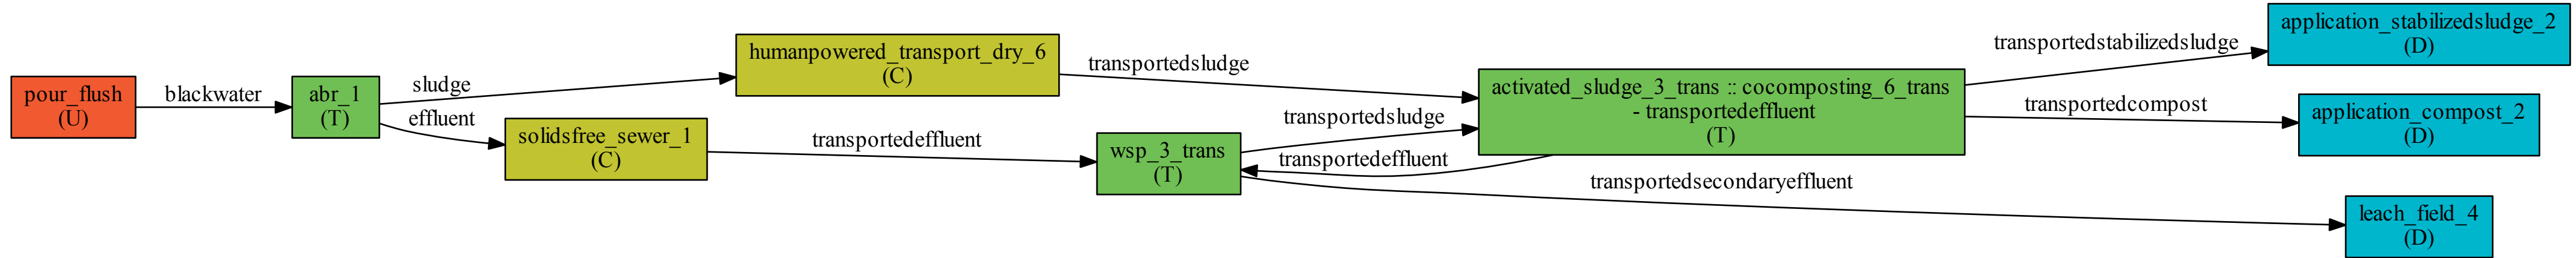 pour_flush
(U)
blackwater
abr_1
(T)
sludge
effluent
humanpowered_transport_dry_6
(C)
solidsfree_sewer_1
(C)
transportedsludge
transportedeffluent
wsp_3_trans
(T)
transportedsludge
transportedeffluent
activated_sludge_3_trans :: cocomposting_6_trans
- transportedeffluent
(T)
transportedstabilizedsludge
transportedcompost
transportedsecondaryeffluent
application_stabilizedsludge_2
(D)
application_compost_2
(D)
leach_field_4
(D)